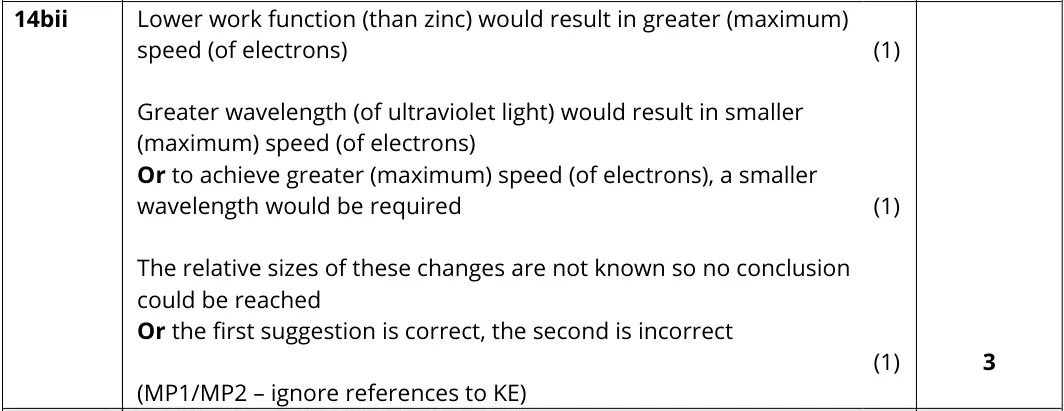 14bii
Lower work function (than zinc) would result in greater (maximum)
speed (of electrons) (1)
Greater wavelength (of ultraviolet light) would result in smaller
(maximum) speed (of electrons)
Or to achieve greater (maximum) speed (of electrons), a smaller
wavelength would be required (1)
The relative sizes of these changes are not known so no conclusion
could be reached
Or the first suggestion is correct, the second is incorrect
(1)
3
(MP1/MP2 – ignore references to KE)